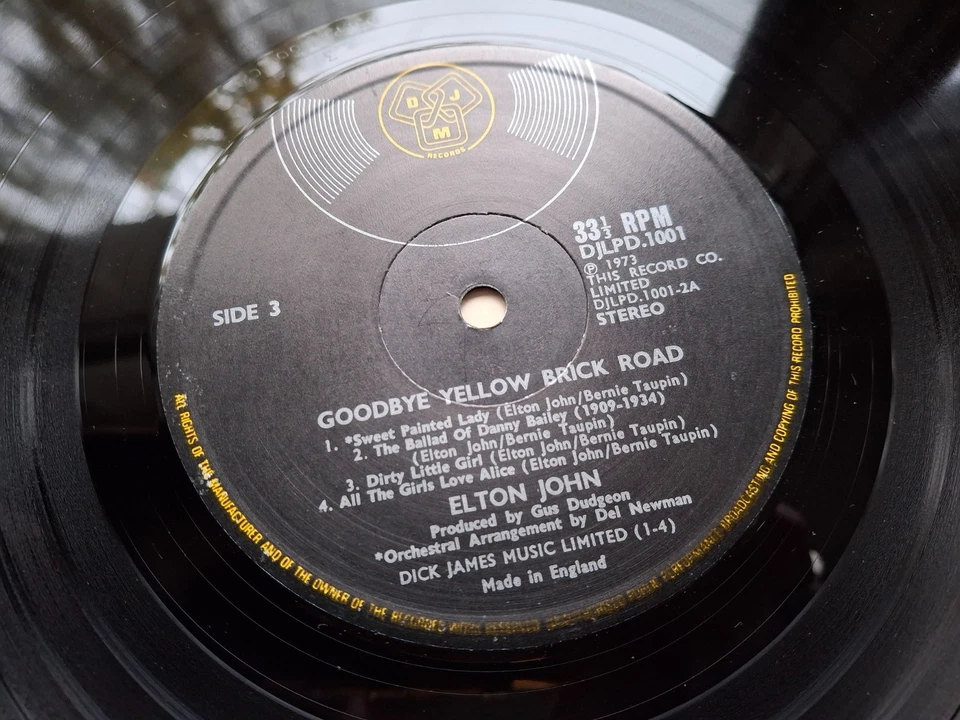 D J M
RECORDS
33⅓ RPM
DJLPD.1001
℗ 1973
THIS RECORD CO.
LIMITED
DJLPD.1001-2A
STEREO
SIDE 3
GOODBYE YELLOW BRICK ROAD
1. *Sweet Painted Lady (Elton John/Bernie Taupin)
2. The Ballad Of Danny Bailey (1909-1934)
(Elton John/Bernie Taupin)
3. Dirty Little Girl (Elton John/Bernie Taupin)
4. All The Girls Love Alice (Elton John/Bernie Taupin)
ELTON JOHN
Produced by Gus Dudgeon
*Orchestral Arrangement by Del Newman
DICK JAMES MUSIC LIMITED (1-4)
Made in England
ALL RIGHTS OF THE MANUFACTURER AND OF THE OWNER OF THE RECORDED WORK RESERVED UNAUTHORISED PUBLIC PERFORMANCE BROADCASTING AND COPYING OF THIS RECORD PROHIBITED